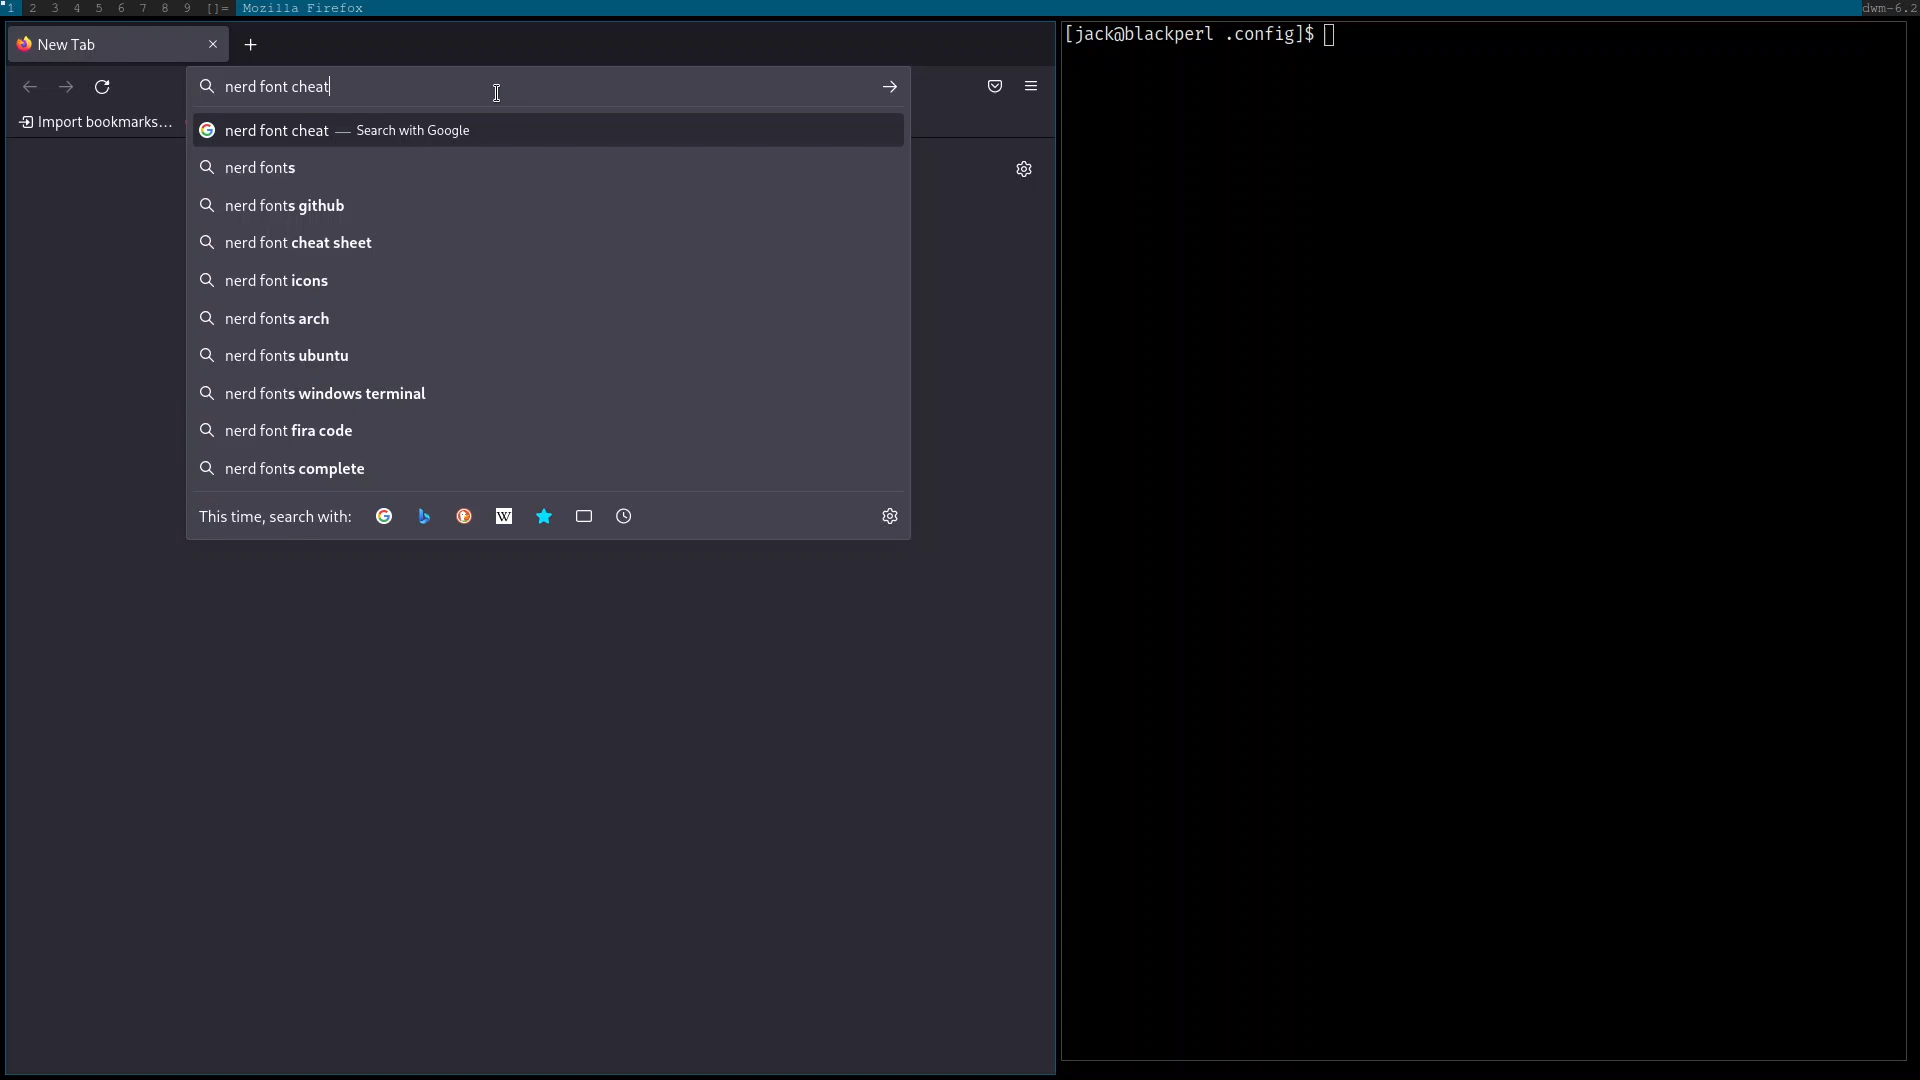 1 2 3 4 5 6 7 8 9 []= Mozilla Firefox dwm-6.2
New Tab
[jack@blackperl .config]$
nerd font cheat
Import bookmarks...
nerd font cheat — Search with Google
nerd fonts
nerd fonts github
nerd font cheat sheet
nerd font icons
nerd fonts arch
nerd fonts ubuntu
nerd fonts windows terminal
nerd font fira code
nerd fonts complete
This time, search with: